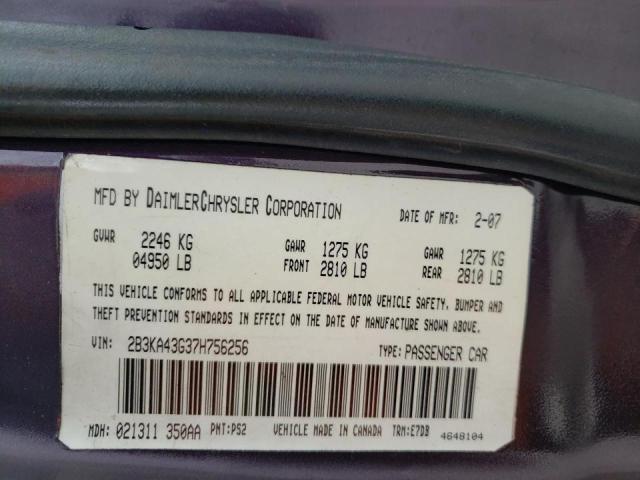 MFD BY DAIMLERCHRYSLER CORPORATION DATE OF MFR: 2-07
GVWR 2246 KG GAWR 1275 KG GAWR 1275 KG
04950 LB FRONT 2810 LB REAR 2810 LB
THIS VEHICLE CONFORMS TO ALL APPLICABLE FEDERAL MOTOR VEHICLE SAFETY, BUMPER AND
THEFT PREVENTION STANDARDS IN EFFECT ON THE DATE OF MANUFACTURE SHOWN ABOVE.
VIN: 2B3KA43G37H756256 TYPE: PASSENGER CAR
MDH: 021311 350AA PNT: PS2 VEHICLE MADE IN CANADA TRM: E7DB 4648104